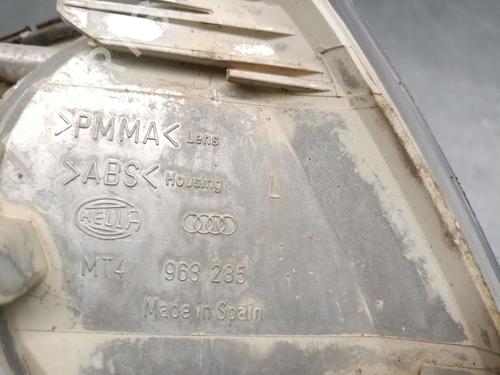 >PMMA< Lens
>ABS< Housing
L
HELLA
MT4 963 285
Made in Spain